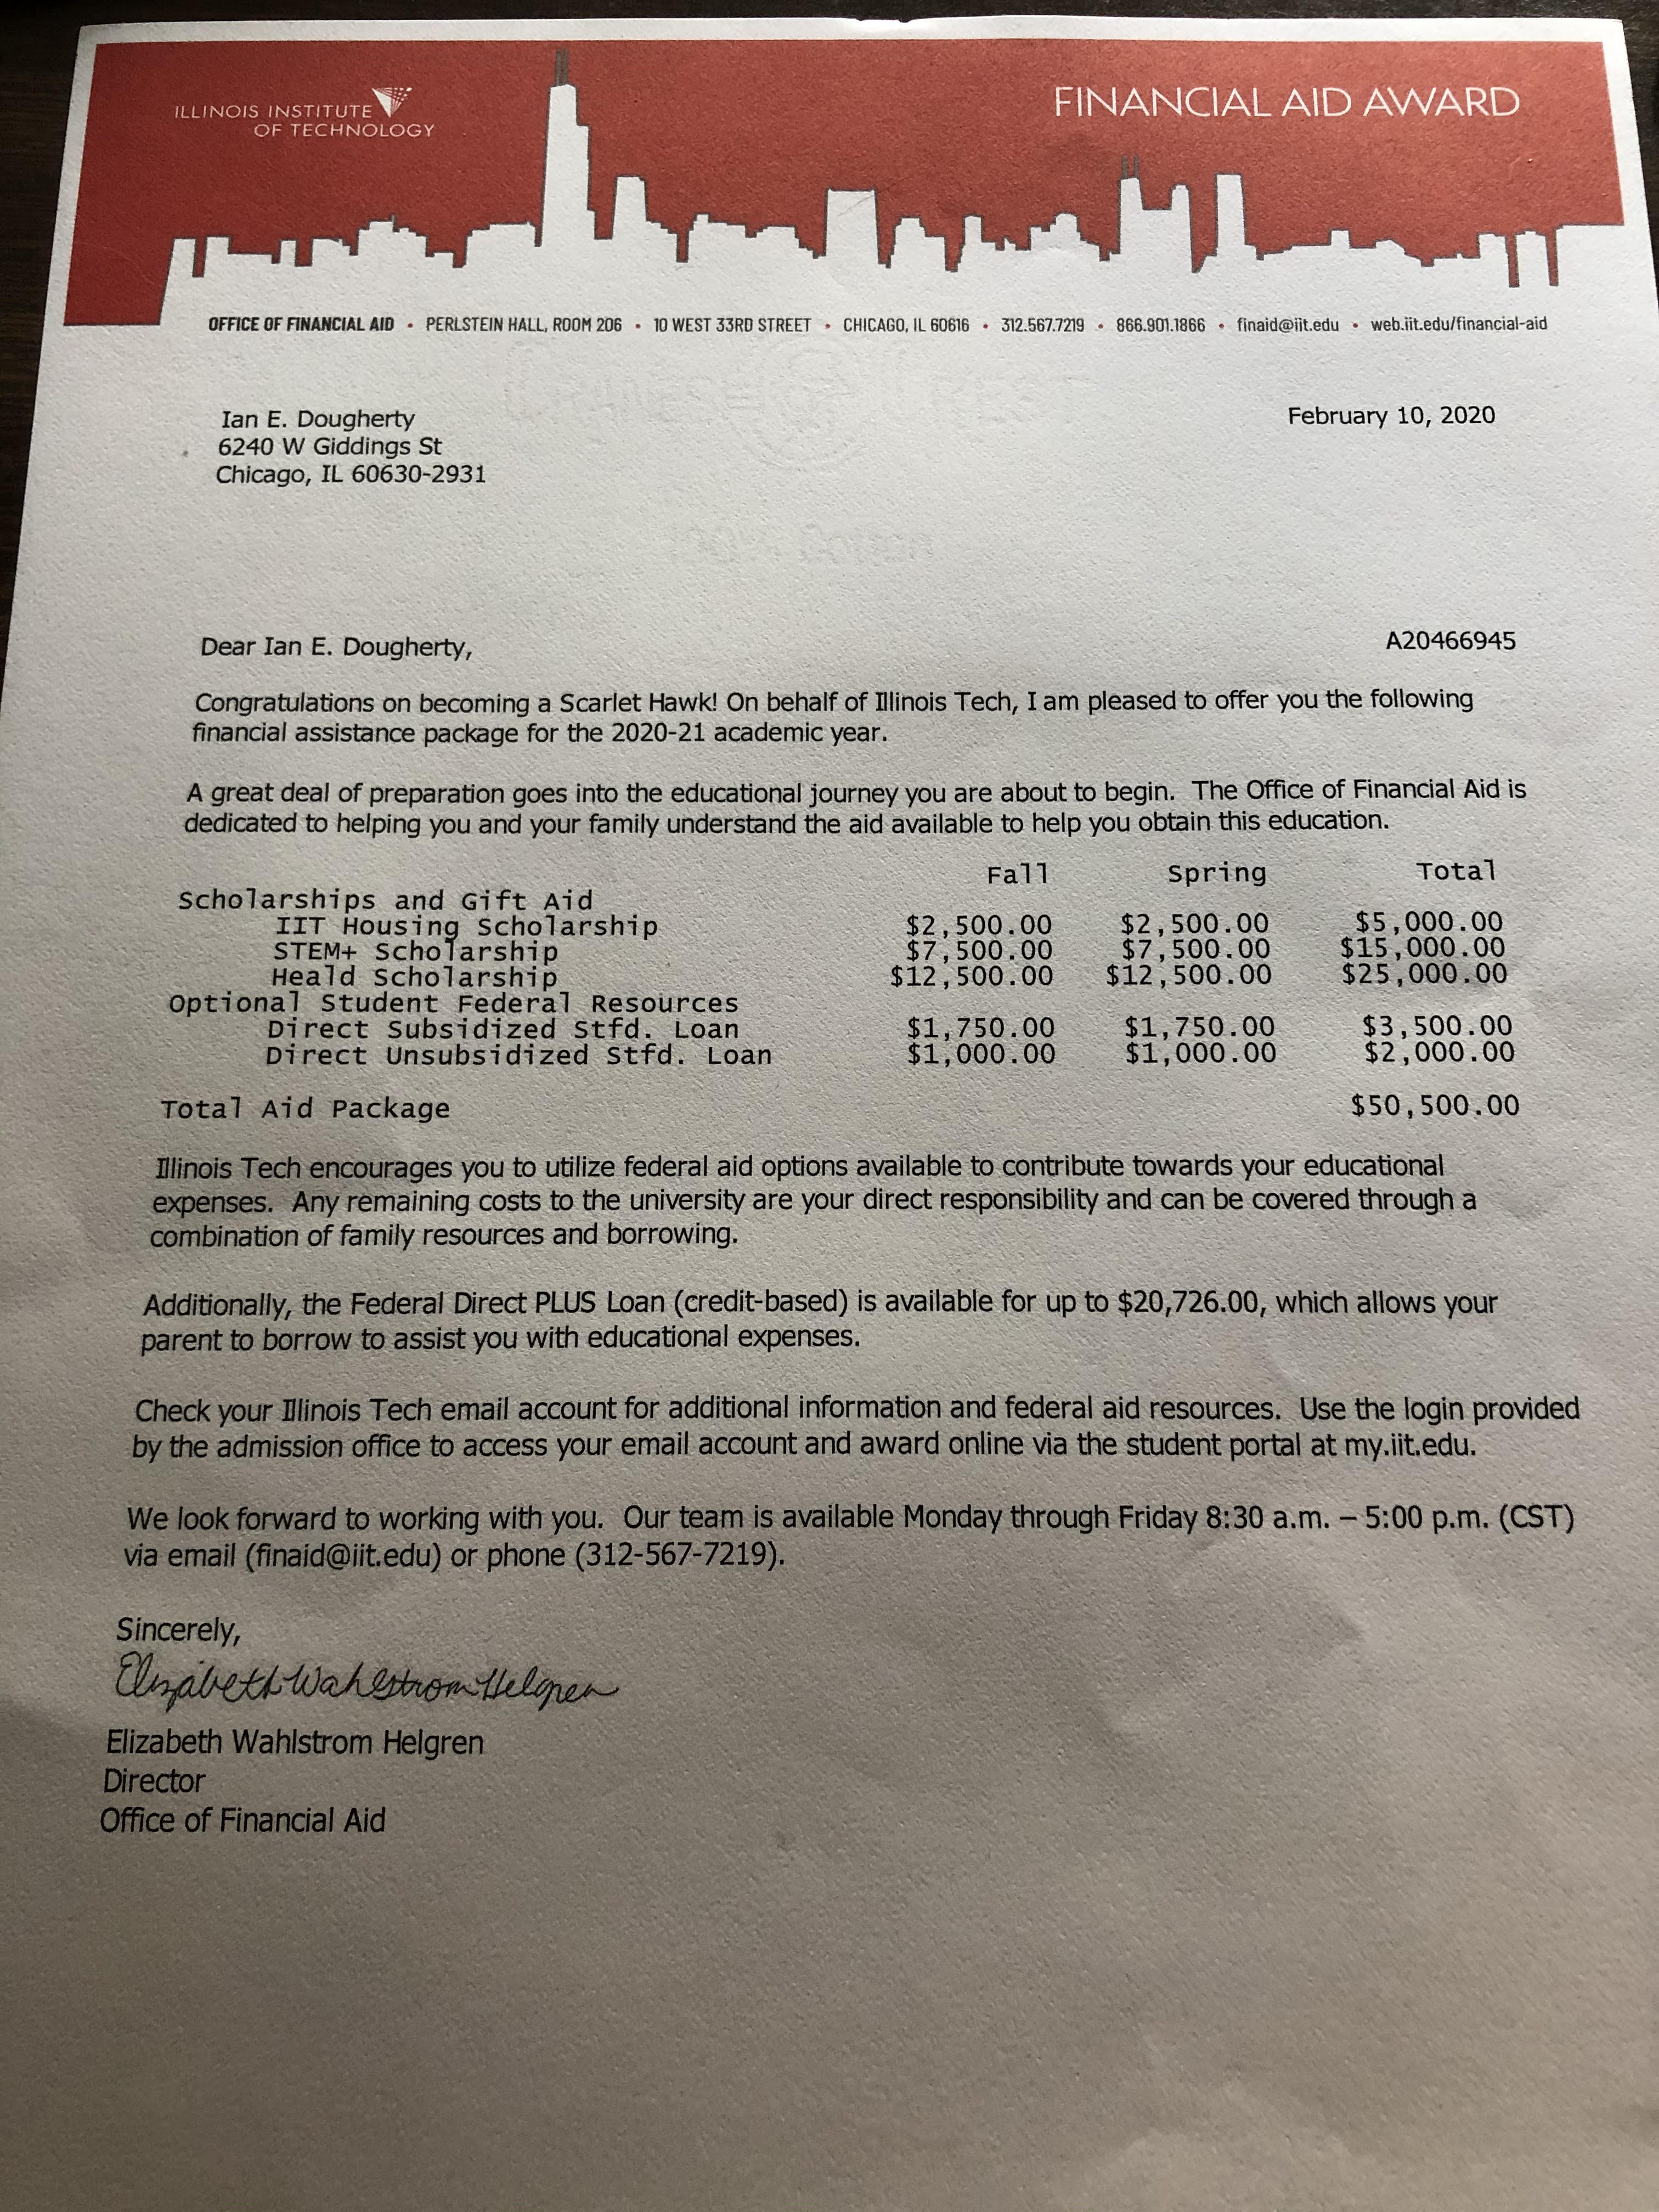 ILLINOIS INSTITUTE
OF TECHNOLOGY
FINANCIAL AID AWARD
OFFICE OF FINANCIAL AID • PERLSTEIN HALL, ROOM 206 • 10 WEST 33RD STREET • CHICAGO, IL 60616 • 312.567.7219 • 866.901.1866 • finaid@iit.edu • web.iit.edu/financial-aid
Ian E. Dougherty
6240 W Giddings St
Chicago, IL 60630-2931
February 10, 2020
Dear Ian E. Dougherty,
A20466945
Congratulations on becoming a Scarlet Hawk! On behalf of Illinois Tech, I am pleased to offer you the following
financial assistance package for the 2020-21 academic year.
A great deal of preparation goes into the educational journey you are about to begin. The Office of Financial Aid is
dedicated to helping you and your family understand the aid available to help you obtain this education.
Fall Spring Total
Scholarships and Gift Aid
IIT Housing Scholarship $2,500.00 $2,500.00 $5,000.00
STEM+ Scholarship $7,500.00 $7,500.00 $15,000.00
Heald Scholarship $12,500.00 $12,500.00 $25,000.00
Optional Student Federal Resources
Direct Subsidized Stfd. Loan $1,750.00 $1,750.00 $3,500.00
Direct Unsubsidized Stfd. Loan $1,000.00 $1,000.00 $2,000.00
Total Aid Package $50,500.00
Illinois Tech encourages you to utilize federal aid options available to contribute towards your educational
expenses. Any remaining costs to the university are your direct responsibility and can be covered through a
combination of family resources and borrowing.
Additionally, the Federal Direct PLUS Loan (credit-based) is available for up to $20,726.00, which allows your
parent to borrow to assist you with educational expenses.
Check your Illinois Tech email account for additional information and federal aid resources. Use the login provided
by the admission office to access your email account and award online via the student portal at my.iit.edu.
We look forward to working with you. Our team is available Monday through Friday 8:30 a.m. – 5:00 p.m. (CST)
via email (finaid@iit.edu) or phone (312-567-7219).
Sincerely,
Elizabeth Wahlstrom Helgren
Elizabeth Wahlstrom Helgren
Director
Office of Financial Aid